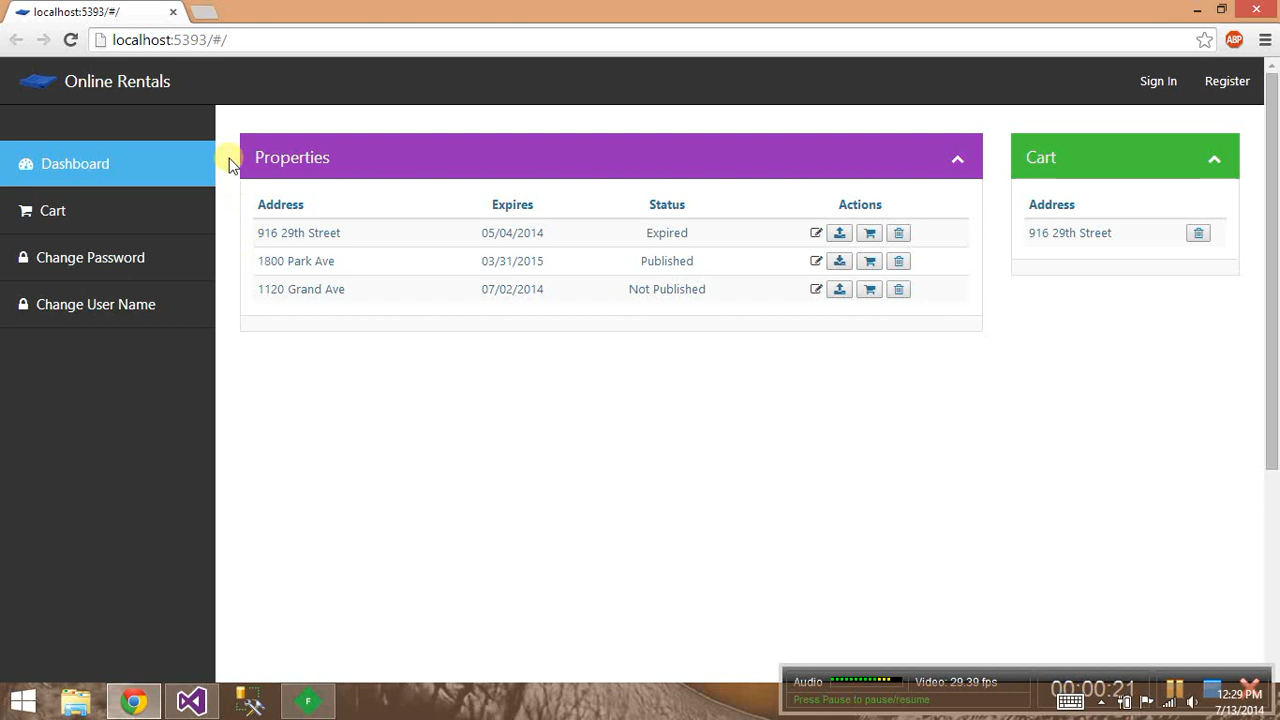 localhost:5393/#/
localhost:5393/#/
ABP
Online Rentals
Sign In
Register
Dashboard
Cart
Change Password
Change User Name
Properties
Address Expires Status Actions
916 29th Street 05/04/2014 Expired
1800 Park Ave 03/31/2015 Published
1120 Grand Ave 07/02/2014 Not Published
Cart
Address
916 29th Street
F
Audio
Video: 29.39 fps
Press Pause to pause/resume
00:00:21
12:29 PM
7/13/2014